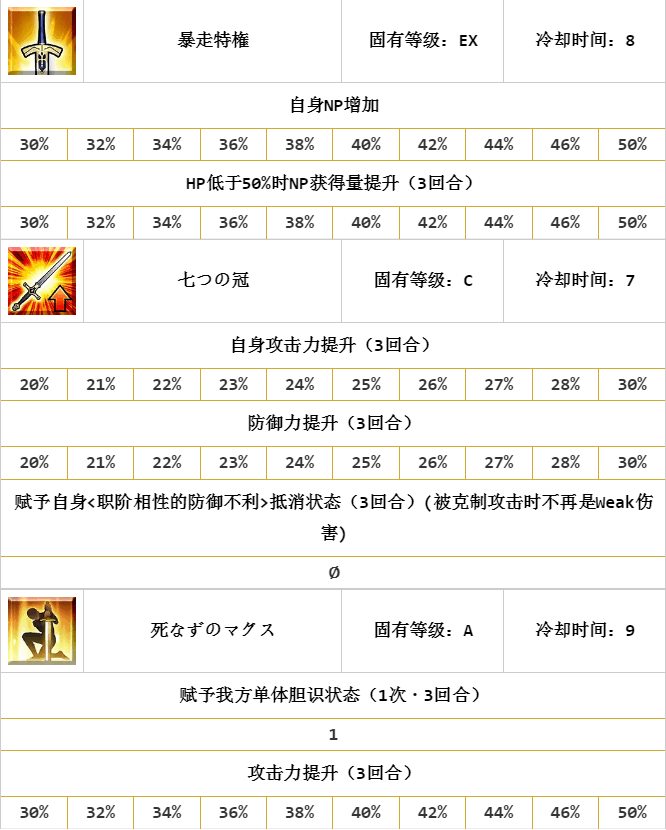 暴走特権 固有等级: EX 冷却时间: 8
自身NP增加
30% 32% 34% 36% 38% 40% 42% 44% 46% 50%
HP低于50%时NP获得量提升（3回合）
30% 32% 34% 36% 38% 40% 42% 44% 46% 50%
七つの冠 固有等级: C 冷却时间: 7
自身攻击力提升（3回合）
20% 21% 22% 23% 24% 25% 26% 27% 28% 30%
防御力提升（3回合）
20% 21% 22% 23% 24% 25% 26% 27% 28% 30%
赋予自身<职阶相性的防御不利>抵消状态（3回合）(被克制攻击时不再是Weak伤
害)
Ø
死なずのマグス 固有等级: A 冷却时间: 9
赋予我方单体胆识状态（1次·3回合）
1
攻击力提升（3回合）
30% 32% 34% 36% 38% 40% 42% 44% 46% 50%